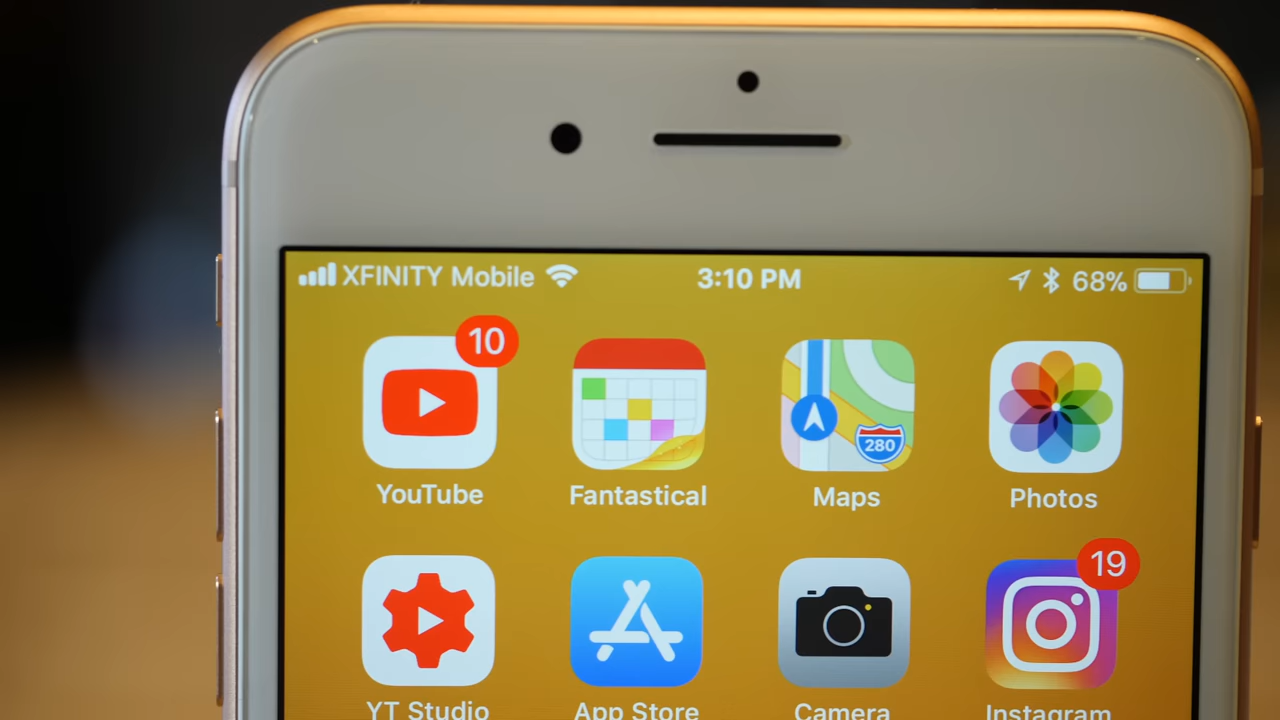 XFINITY Mobile 3:10 PM 68%
10
280
YouTube Fantastical Maps Photos
19
YT Studio App Store Camera Instagram